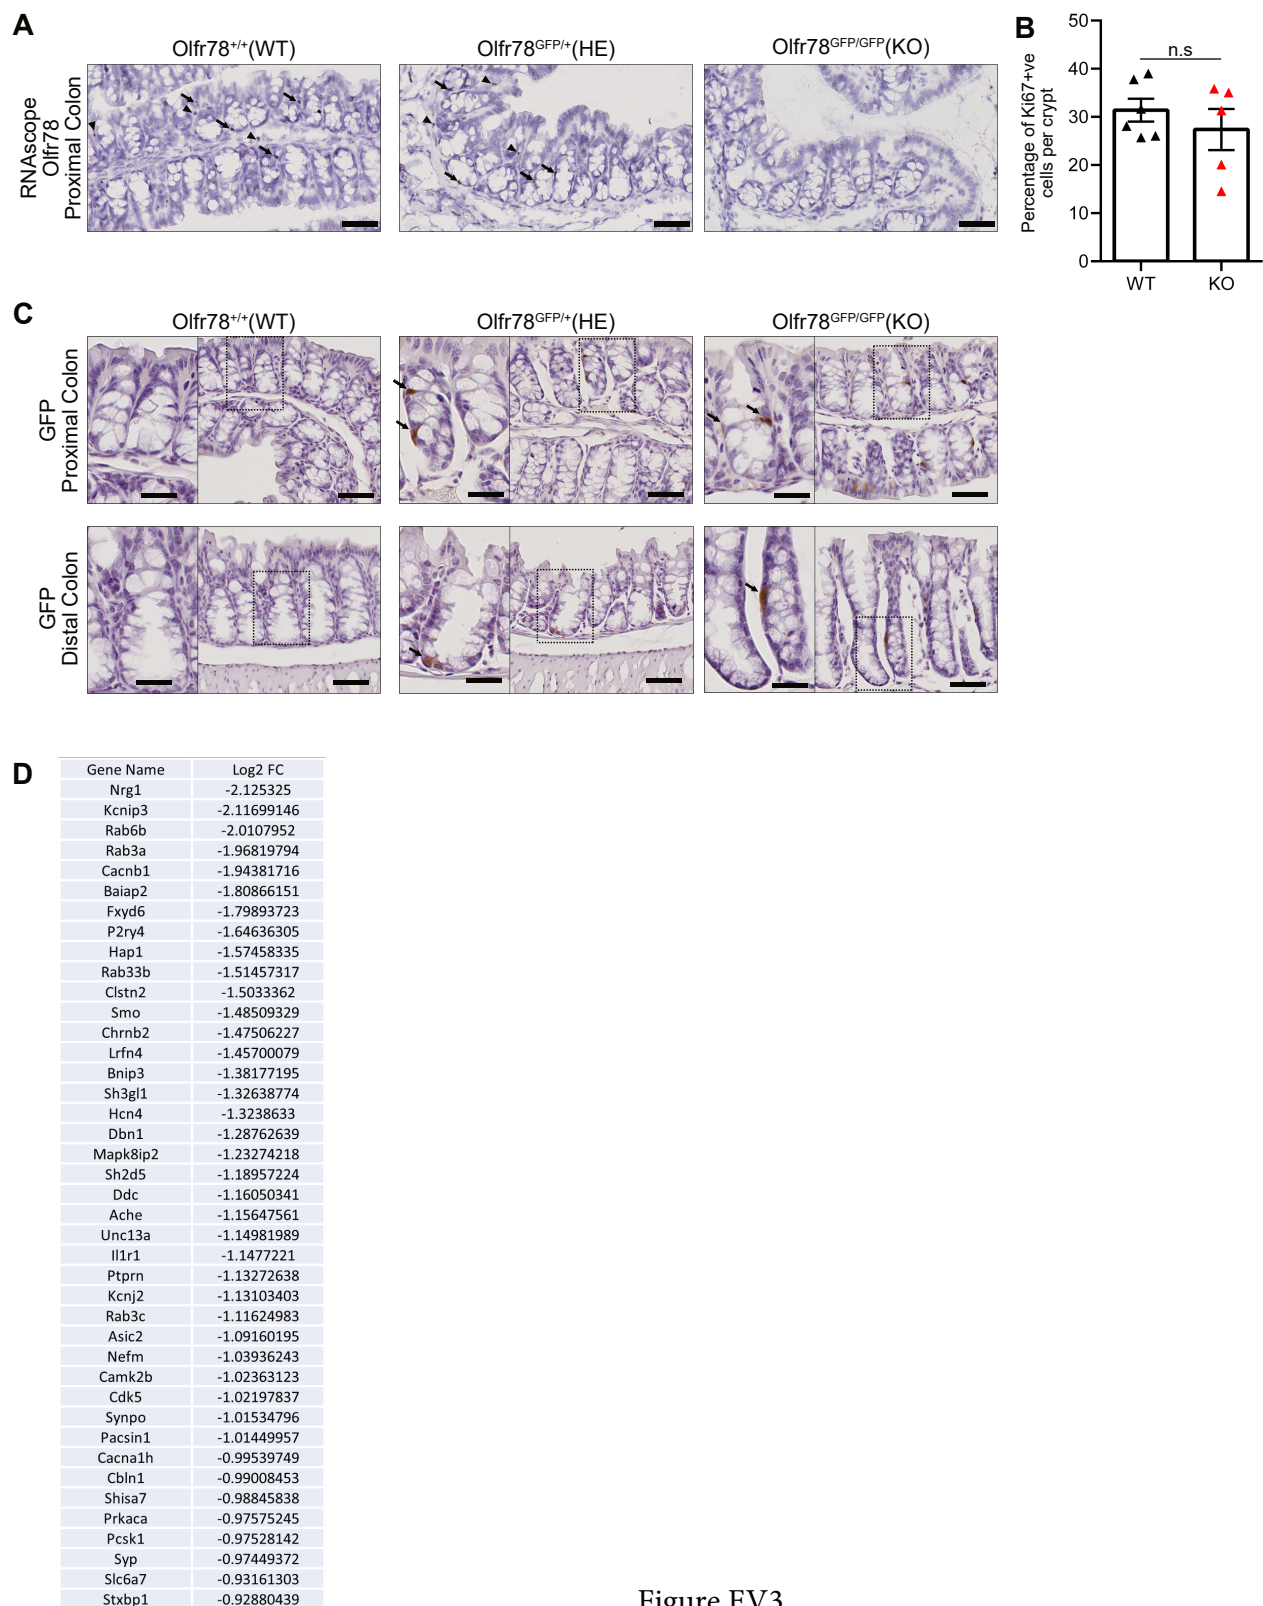 A
Olfr78+/+(WT)
Olfr78GFP/+(HE)
Olfr78GFP/GFP(KO)
RNAscope
Olfr78
Proximal Colon
B
Percentage of Ki67+ve
cells per crypt
50
40
30
20
10
0
n.s
WT
KO
C
Olfr78+/+(WT)
Olfr78GFP/+(HE)
Olfr78GFP/GFP(KO)
GFP
Proximal Colon
GFP
Distal Colon
D
Gene Name Log2 FC
Nrg1 -2.125325
Kcnip3 -2.11699146
Rab6b -2.0107952
Rab3a -1.96819794
Cacnb1 -1.94381716
Baiap2 -1.80866151
Fxyd6 -1.79893723
P2ry4 -1.64636305
Hap1 -1.57458335
Rab33b -1.51457317
Clstn2 -1.5033362
Smo -1.48509329
Chrnb2 -1.47506227
Lrfn4 -1.45700079
Bnip3 -1.38177195
Sh3gl1 -1.32638774
Hcn4 -1.3238633
Dbn1 -1.28762639
Mapk8ip2 -1.23274218
Sh2d5 -1.18957224
Ddc -1.16050341
Ache -1.15647561
Unc13a -1.14981989
Il1r1 -1.1477221
Ptprn -1.13272638
Kcnj2 -1.13103403
Rab3c -1.11624983
Asic2 -1.09160195
Nefm -1.03936243
Camk2b -1.02363123
Cdk5 -1.02197837
Synpo -1.01534796
Pacsin1 -1.01449957
Cacna1h -0.99539749
Cbln1 -0.99008453
Shisa7 -0.98845838
Prkaca -0.97575245
Pcsk1 -0.97528142
Syp -0.97449372
Slc6a7 -0.93161303
Stxbp1 -0.92880439
Figure EV3